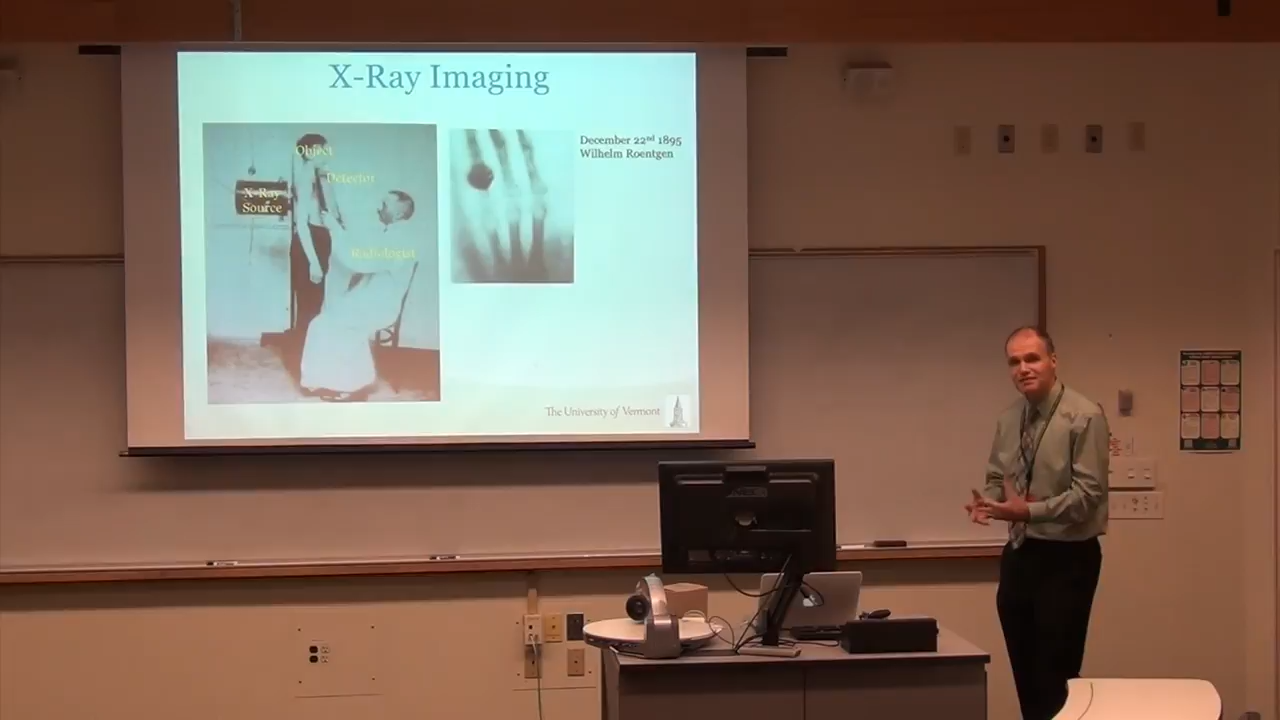 X-Ray Imaging
Object
Detector
X-Ray
Source
Radiologist
December 22nd 1895
Wilhelm Roentgen
The University of Vermont